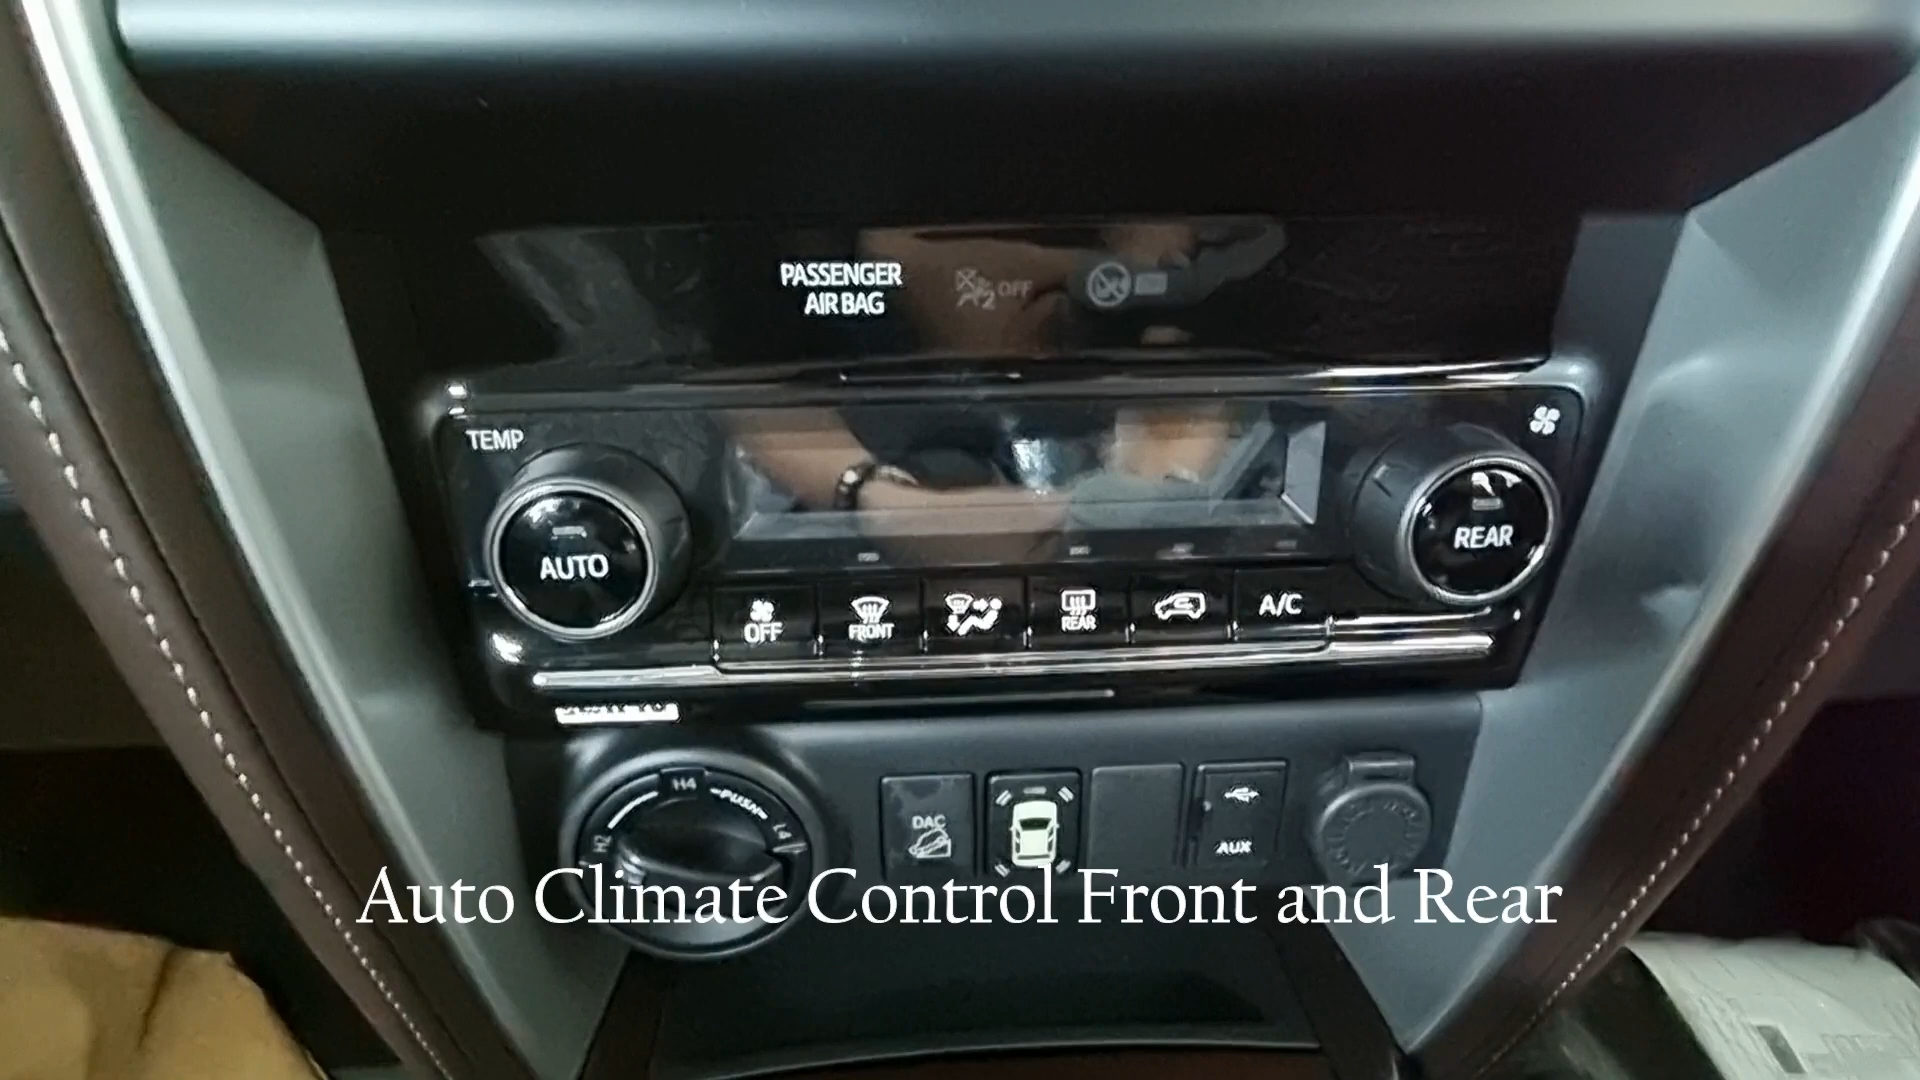 PASSENGER
AIR BAG
OFF
TEMP
AUTO
REAR
OFF
FRONT
REAR
A/C
H2
H4
PUSH
L4
DAC
AUX
Auto Climate Control Front and Rear